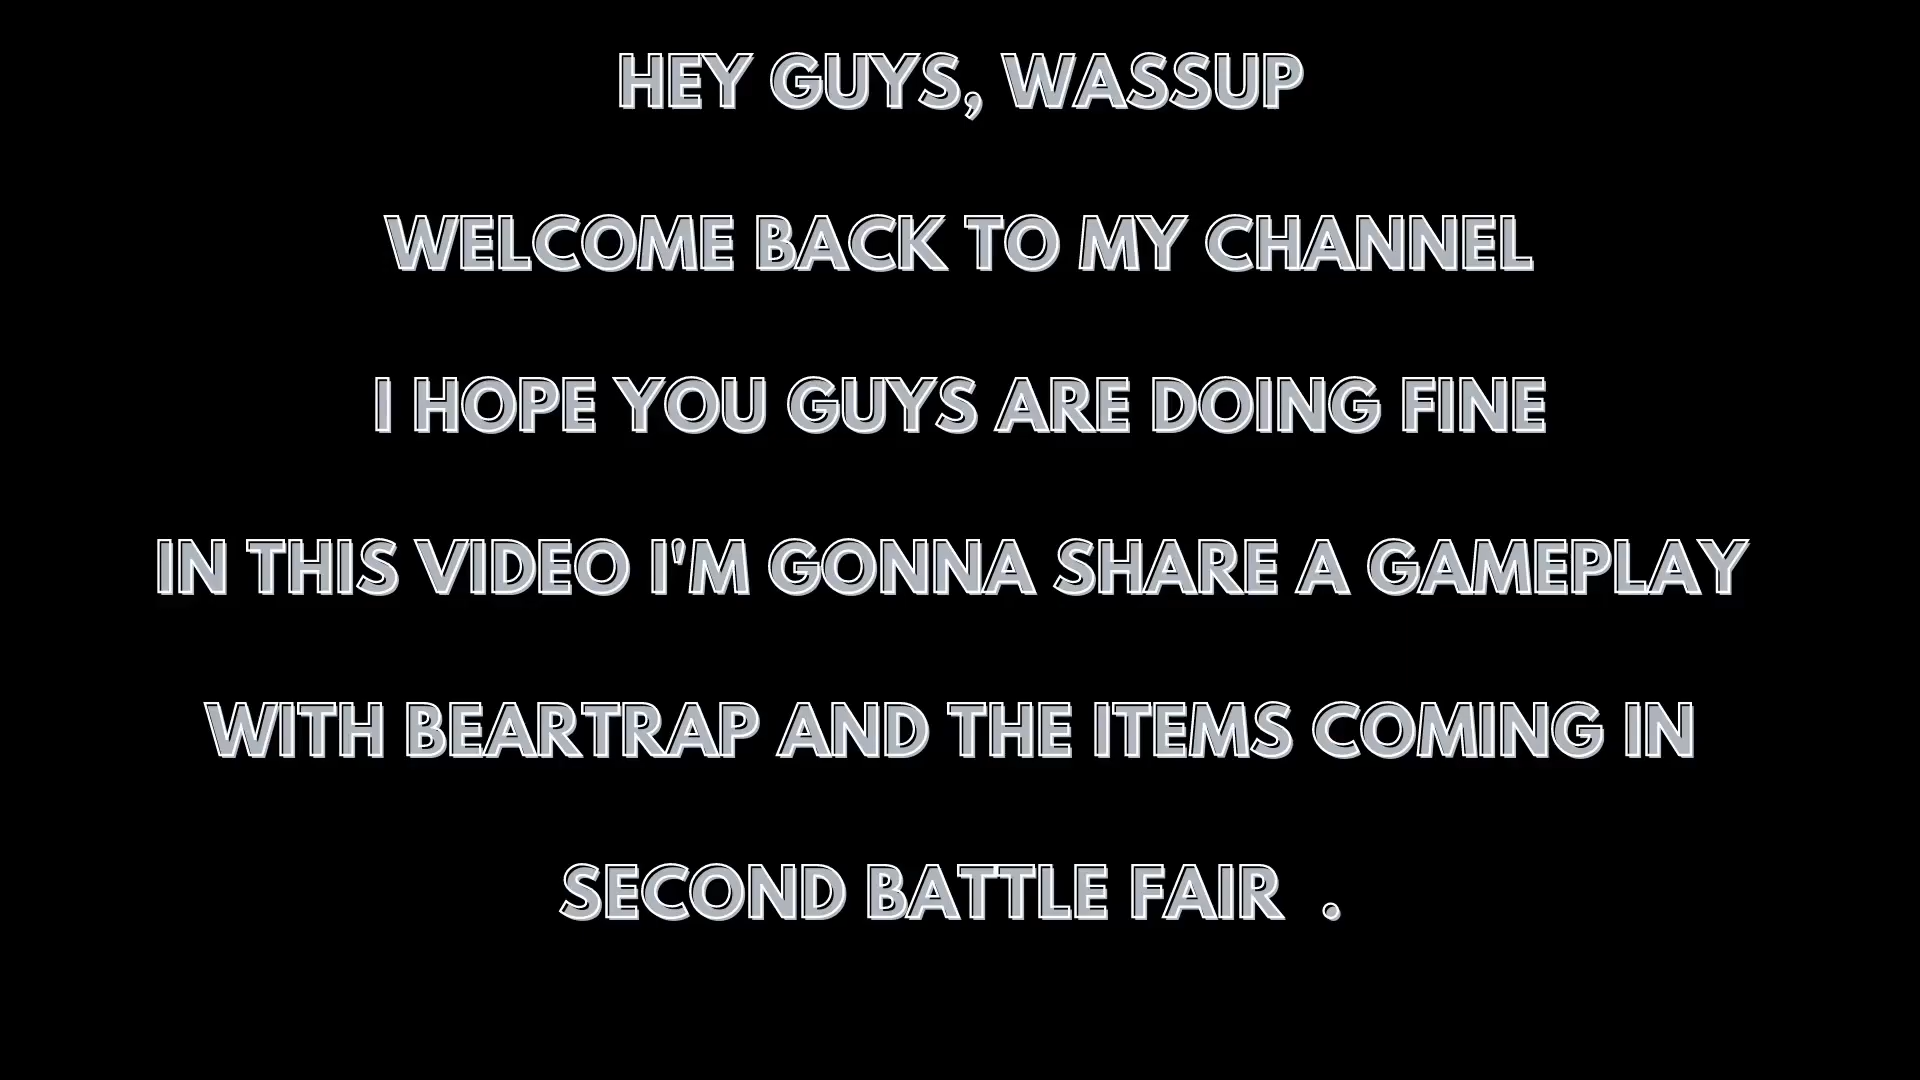 HEY GUYS, WASSUP
WELCOME BACK TO MY CHANNEL
I HOPE YOU GUYS ARE DOING FINE
IN THIS VIDEO I'M GONNA SHARE A GAMEPLAY
WITH BEARTRAP AND THE ITEMS COMING IN
SECOND BATTLE FAIR .